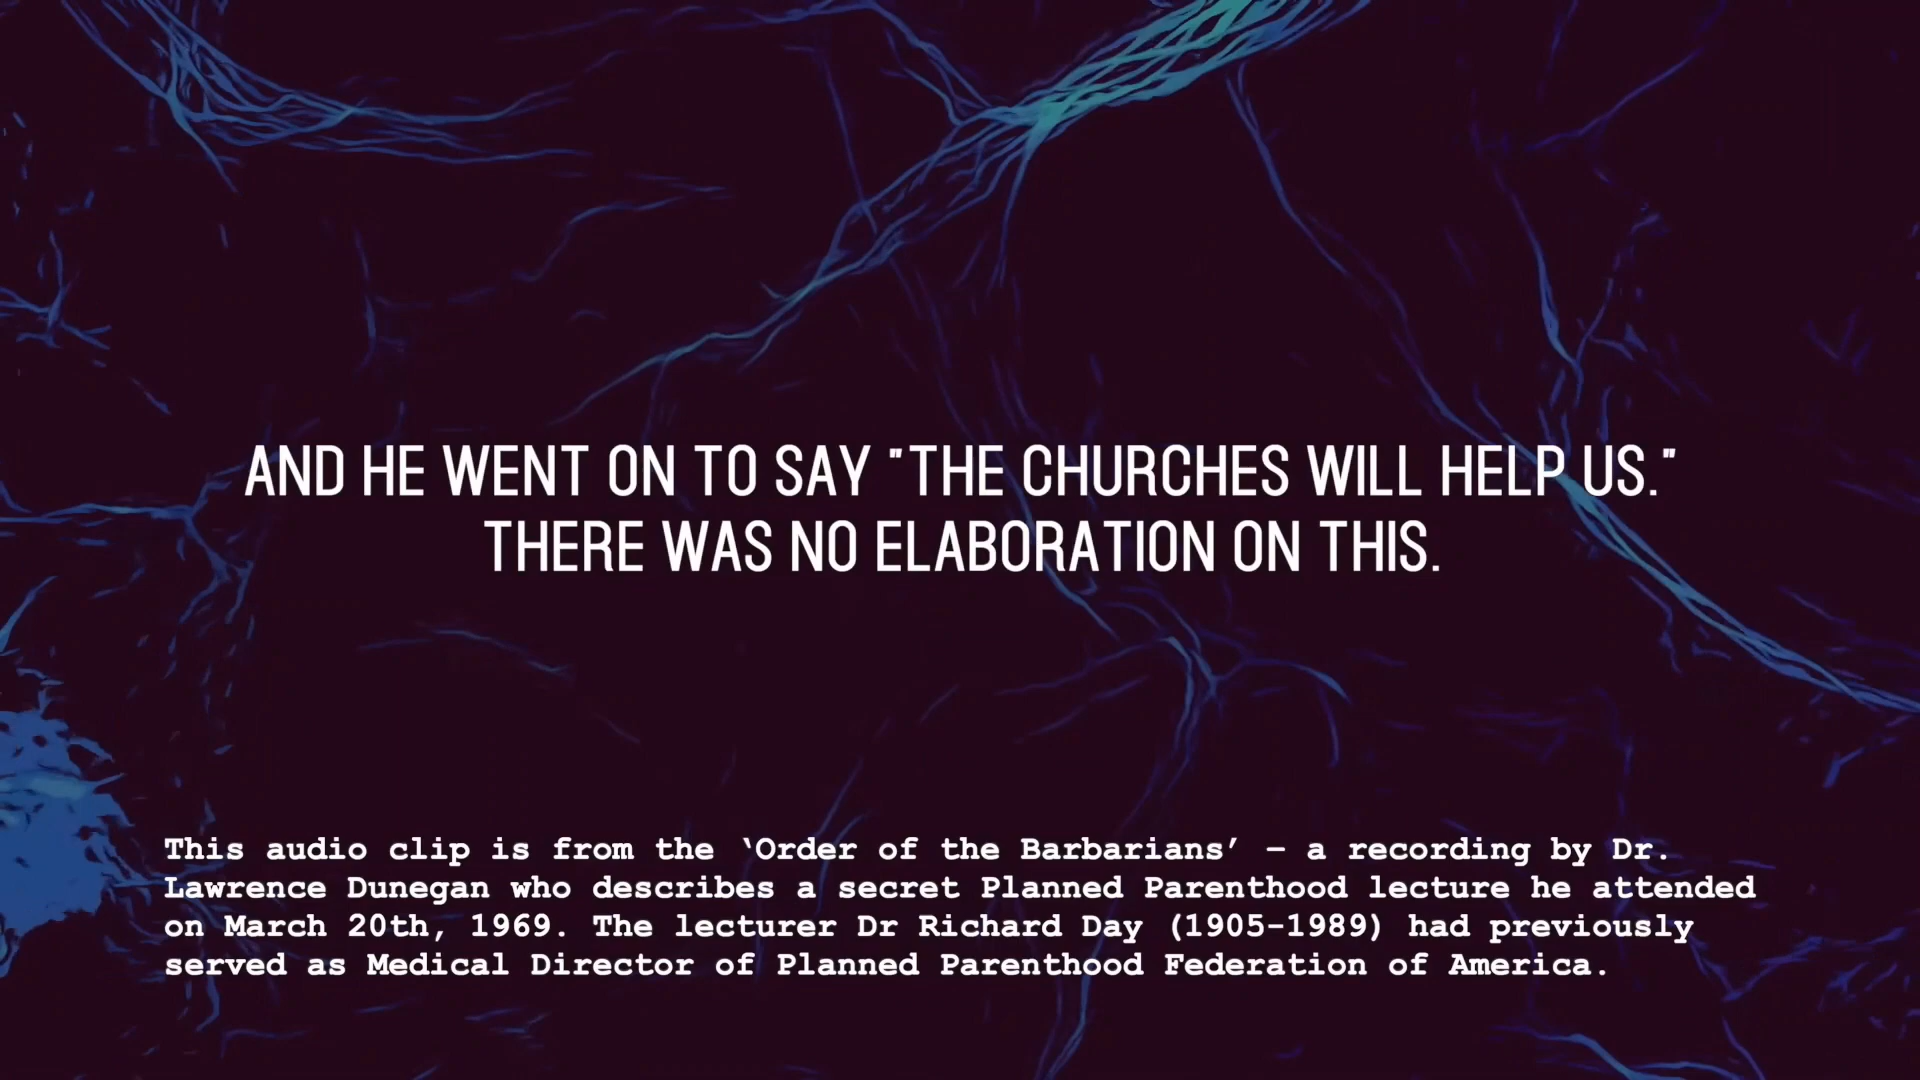 AND HE WENT ON TO SAY "THE CHURCHES WILL HELP US."
THERE WAS NO ELABORATION ON THIS.
This audio clip is from the ‘Order of the Barbarians’ – a recording by Dr.
Lawrence Dunegan who describes a secret Planned Parenthood lecture he attended
on March 20th, 1969. The lecturer Dr Richard Day (1905-1989) had previously
served as Medical Director of Planned Parenthood Federation of America.